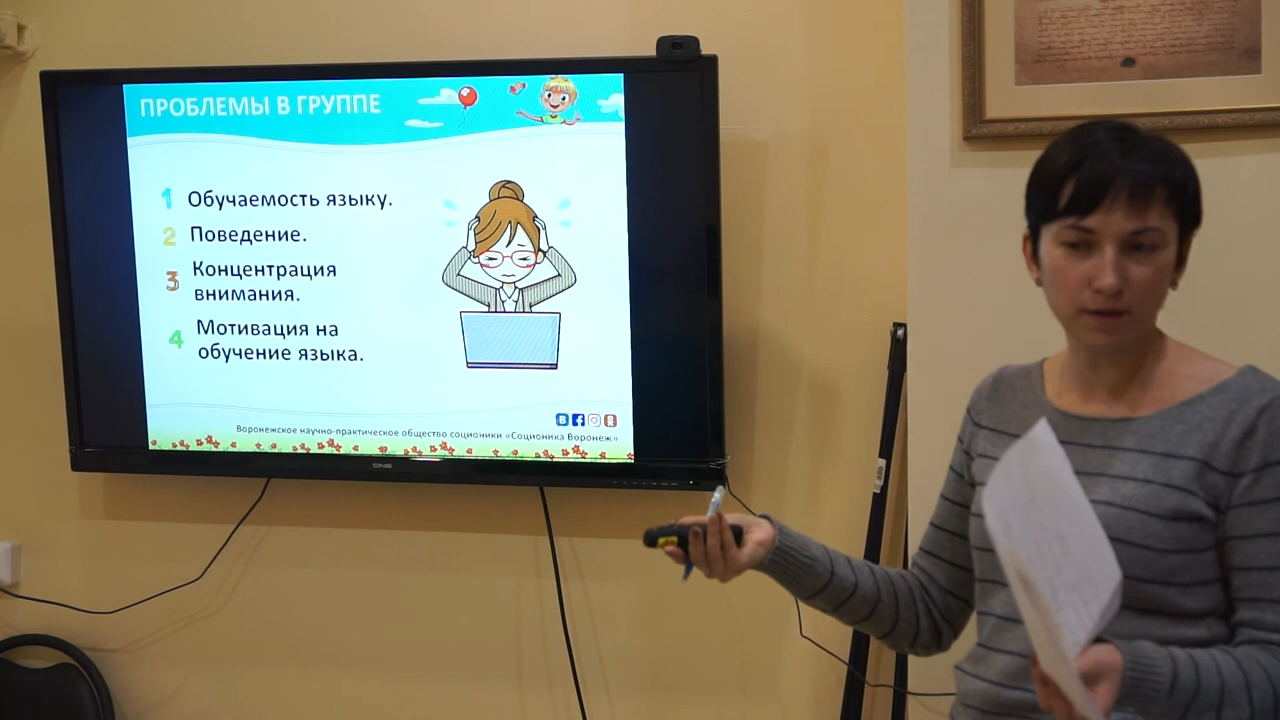 ПРОБЛЕМЫ В ГРУППЕ
1 Обучаемость языку.
2 Поведение.
3 Концентрация
внимания.
4 Мотивация на
обучение языка.
Воронежское научно-практическое общество соционики «Соционика Воронеж»
DNS